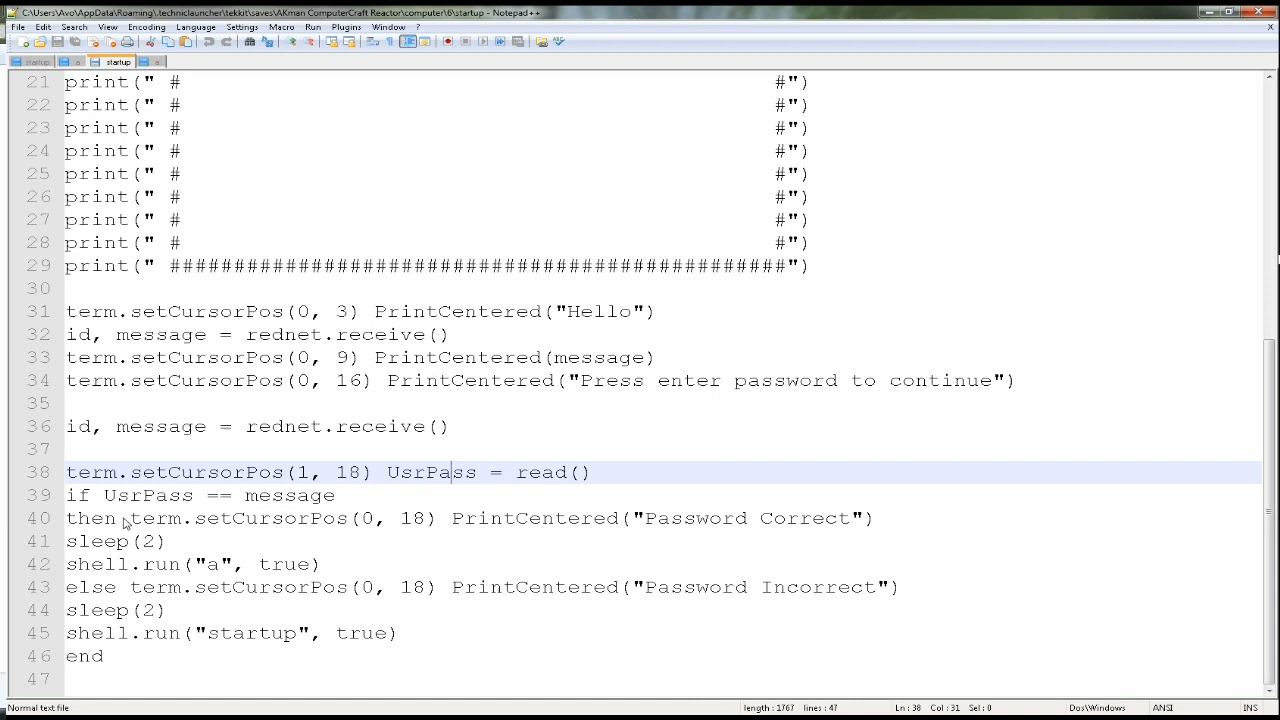 C:\Users\Avo\AppData\Roaming\.techniclauncher\tekkit\saves\AKman ComputerCraft Reactor\computer\6\startup - Notepad++
File Edit Search View Encoding Language Settings Macro Run Plugins Window ?
X
startup a startup a
21 print(" # #")
22 print(" # #")
23 print(" # #")
24 print(" # #")
25 print(" # #")
26 print(" # #")
27 print(" # #")
28 print(" # #")
29 print(" ################################################")
30
31 term.setCursorPos(0, 3) PrintCentered("Hello")
32 id, message = rednet.receive()
33 term.setCursorPos(0, 9) PrintCentered(message)
34 term.setCursorPos(0, 16) PrintCentered("Press enter password to continue")
35
36 id, message = rednet.receive()
37
38 term.setCursorPos(1, 18) UsrPass = read()
39 if UsrPass == message
40 then term.setCursorPos(0, 18) PrintCentered("Password Correct")
41 sleep(2)
42 shell.run("a", true)
43 else term.setCursorPos(0, 18) PrintCentered("Password Incorrect")
44 sleep(2)
45 shell.run("startup", true)
46 end
47
Normal text file length : 1767 lines : 47 Ln : 38 Col : 31 Sel : 0 Dos\Windows ANSI INS